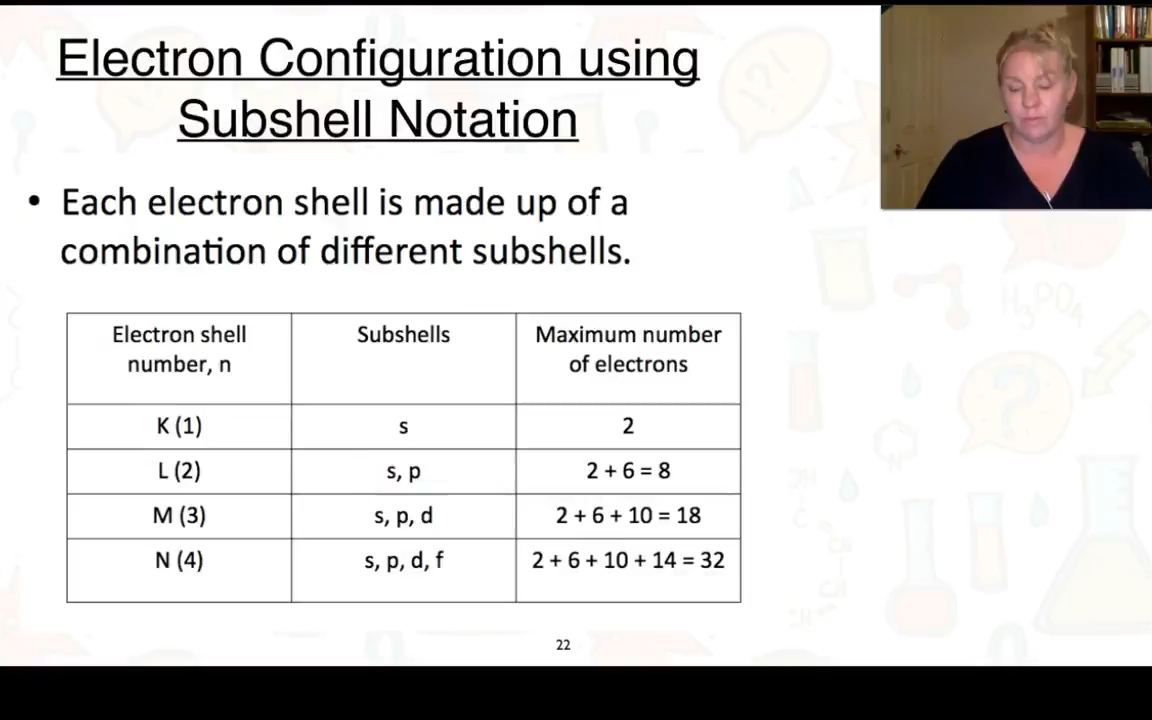 Electron Configuration using
Subshell Notation
• Each electron shell is made up of a
combination of different subshells.
Electron shell number, n	Subshells	Maximum number of electrons
K (1)	s	2
L (2)	s, p	2 + 6 = 8
M (3)	s, p, d	2 + 6 + 10 = 18
N (4)	s, p, d, f	2 + 6 + 10 + 14 = 32
H₃PO₄
22